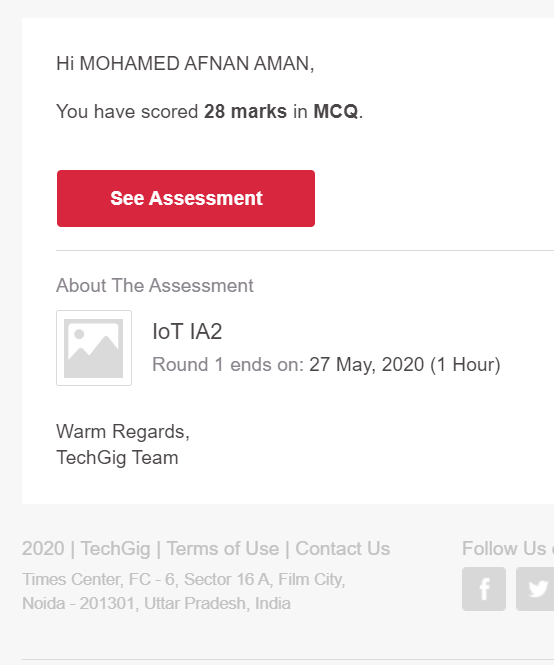 Hi MOHAMED AFNAN AMAN,
You have scored 28 marks in MCQ.
See Assessment
About The Assessment
IoT IA2
Round 1 ends on: 27 May, 2020 (1 Hour)
Warm Regards,
TechGig Team
2020 | TechGig | Terms of Use | Contact Us
Times Center, FC - 6, Sector 16 A, Film City,
Noida - 201301, Uttar Pradesh, India
Follow Us